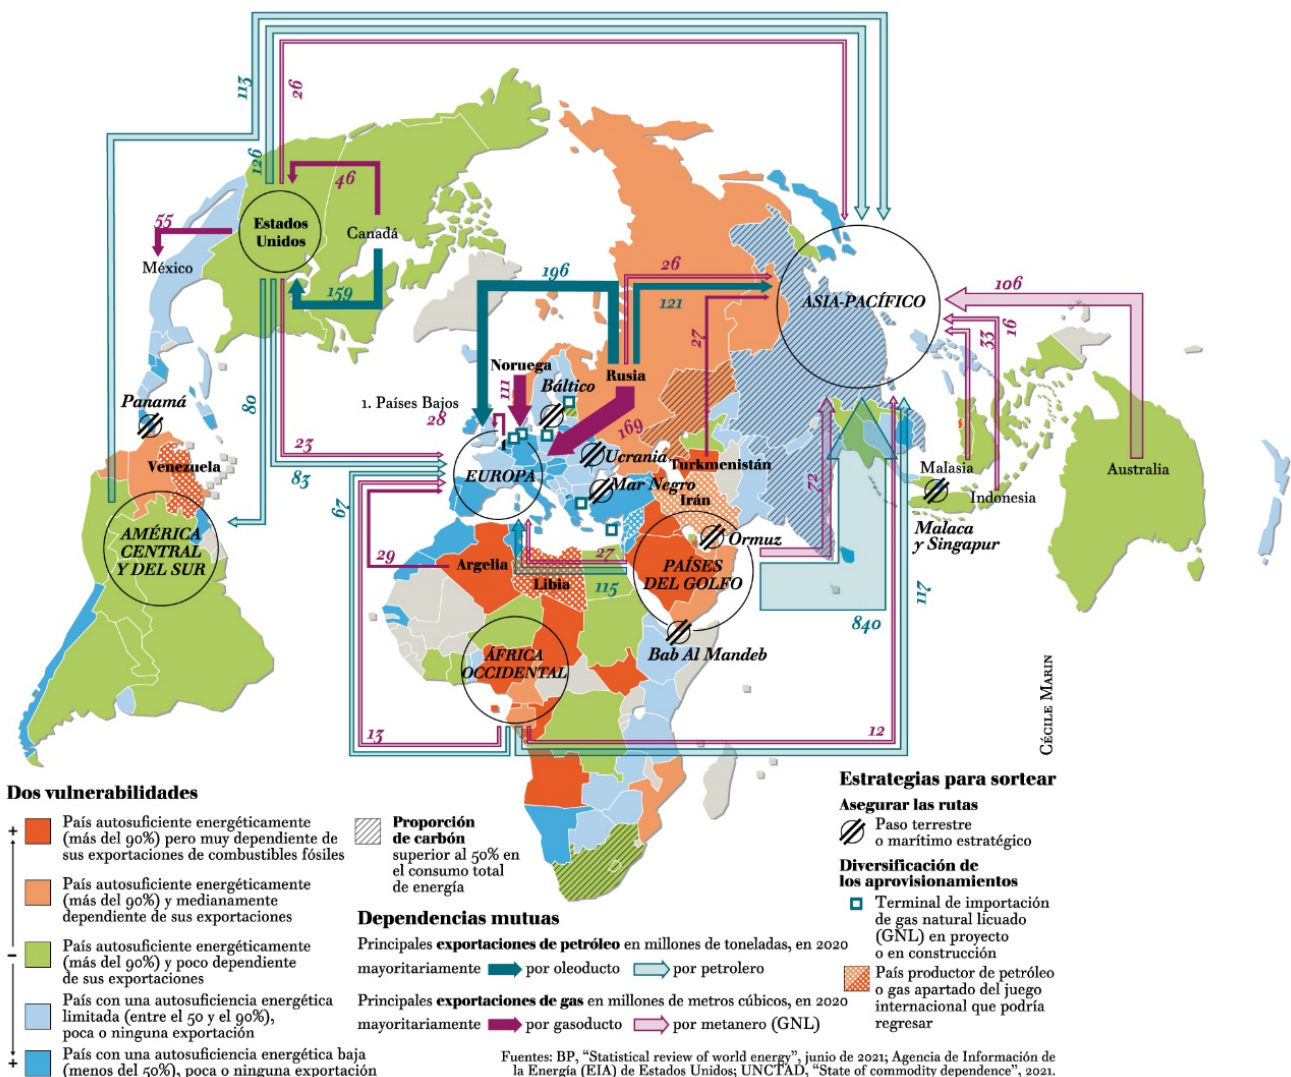 113
26
126
46
55
Estados
Unidos
Canadá
México
159
196
26
121
ASIA-PACÍFICO
106
27
33
16
Noruega
Rusia
111
Báltico
Panamá
1. Países Bajos
28
80
169
1
Ucrania
Venezuela
23
83
EUROPA
Turkmenistán
Mar Negro
Irán
72
Malasia
Indonesia
Australia
67
AMÉRICA
CENTRAL
Y DEL SUR
Ormuz
Malaca
y Singapur
29
Argelia
27
Libia
115
PAÍSES
DEL GOLFO
117
840
Bab Al Mandeb
ÁFRICA
OCCIDENTAL
13
12
CÉCILE MARIN
Dos vulnerabilidades
+
País autosuficiente energéticamente
(más del 90%) pero muy dependiente de
sus exportaciones de combustibles fósiles
País autosuficiente energéticamente
(más del 90%) y medianamente
dependiente de sus exportaciones
–
País autosuficiente energéticamente
(más del 90%) y poco dependiente
de sus exportaciones
País con una autosuficiencia energética
limitada (entre el 50 y el 90%),
poca o ninguna exportación
+
País con una autosuficiencia energética baja
(menos del 50%), poca o ninguna exportación
Proporción
de carbón
superior al 50% en
el consumo total
de energía
Dependencias mutuas
Principales exportaciones de petróleo en millones de toneladas, en 2020
mayoritariamente por oleoducto por petrolero
Principales exportaciones de gas en millones de metros cúbicos, en 2020
mayoritariamente por gasoducto por metanero (GNL)
Estrategias para sortear
Asegurar las rutas
Paso terrestre
o marítimo estratégico
Diversificación de
los aprovisionamientos
Terminal de importación
de gas natural licuado
(GNL) en proyecto
o en construcción
País productor de petróleo
o gas apartado del juego
internacional que podría
regresar
Fuentes: BP, “Statistical review of world energy”, junio de 2021; Agencia de Información de
la Energía (EIA) de Estados Unidos; UNCTAD, “State of commodity dependence”, 2021.